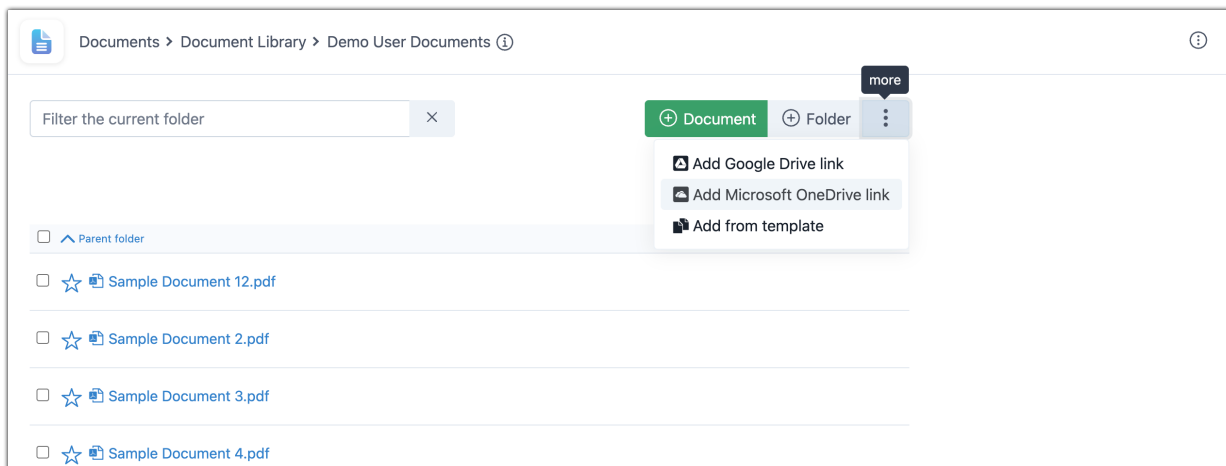 Documents > Document Library > Demo User Documents
more
Filter the current folder
Document
Folder
Add Google Drive link
Add Microsoft OneDrive link
Add from template
Parent folder
Sample Document 12.pdf
Sample Document 2.pdf
Sample Document 3.pdf
Sample Document 4.pdf